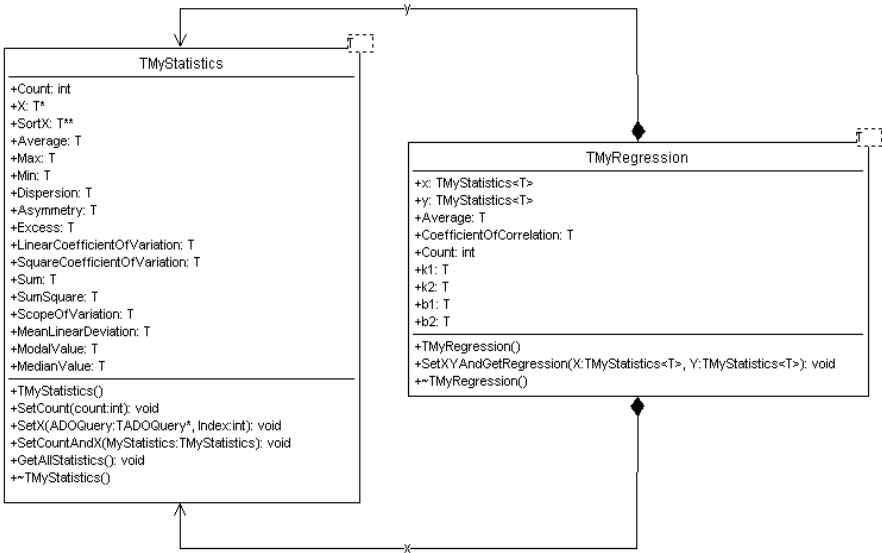 y
T
TMyStatistics
+Count: int
+X: T*
+SortX: T**
+Average: T
+Max: T
+Min: T
+Dispersion: T
+Asymmetry: T
+Excess: T
+LinearCoefficientOfVariation: T
+SquareCoefficientOfVariation: T
+Sum: T
+SumSquare: T
+ScopeOfVariation: T
+MeanLinearDeviation: T
+ModalValue: T
+MedianValue: T
+TMyStatistics()
+SetCount(count:int): void
+SetX(ADOQuery:TADOQuery*, Index:int): void
+SetCountAndX(MyStatistics:TMyStatistics): void
+GetAllStatistics(): void
+~TMyStatistics()
T
TMyRegression
+x: TMyStatistics<T>
+y: TMyStatistics<T>
+Average: T
+CoefficientOfCorrelation: T
+Count: int
+k1: T
+k2: T
+b1: T
+b2: T
+TMyRegression()
+SetXYAndGetRegression(X:TMyStatistics<T>, Y:TMyStatistics<T>): void
+~TMyRegression()
x